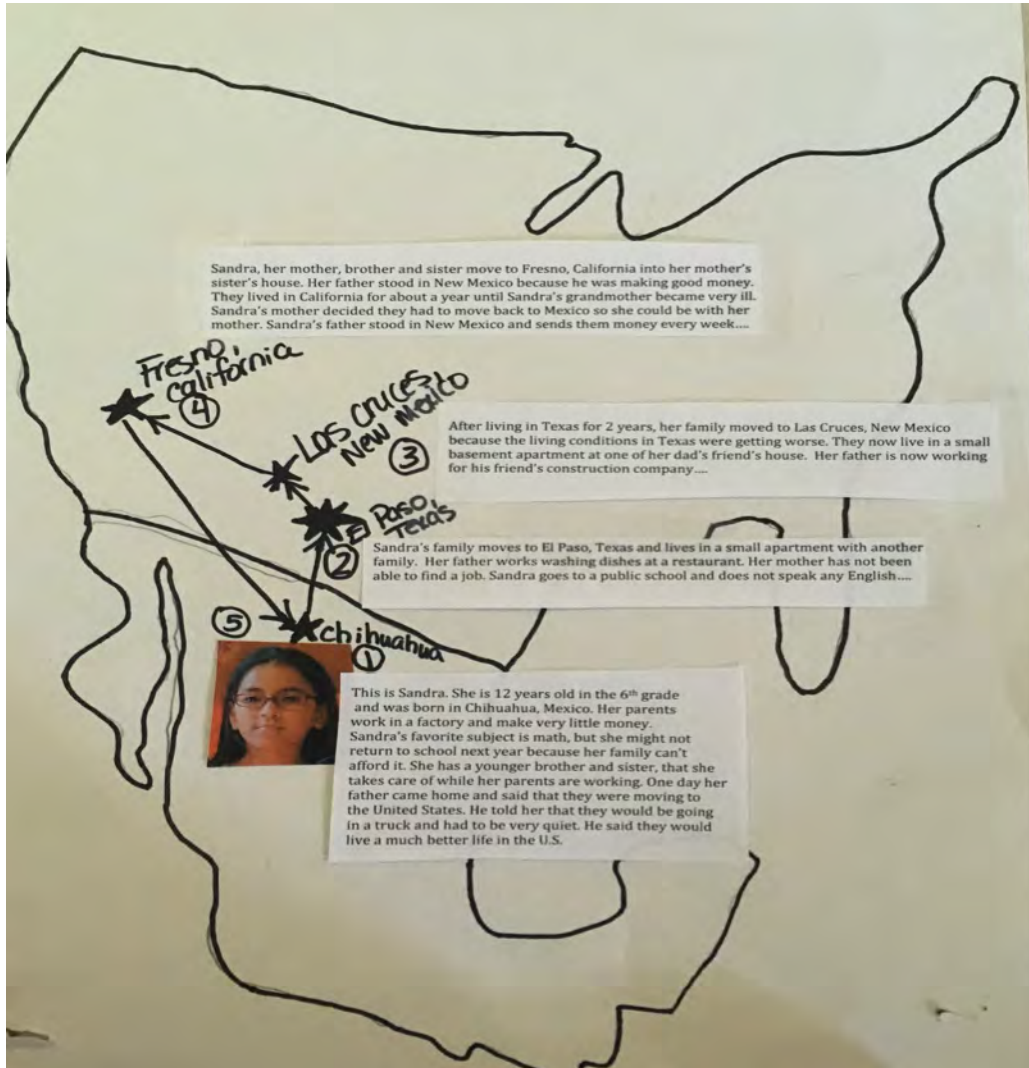 Sandra, her mother, brother and sister move to Fresno, California into her mother's
sister's house. Her father stood in New Mexico because he was making good money.
They lived in California for about a year until Sandra's grandmother became very ill.
Sandra's mother decided they had to move back to Mexico so she could be with her
mother. Sandra's father stood in New Mexico and sends them money every week....
Fresno,
California
4
Las Cruces,
New Mexico
3
After living in Texas for 2 years, her family moved to Las Cruces, New Mexico
because the living conditions in Texas were getting worse. They now live in a small
basement apartment at one of her dad's friend's house. Her father is now working
for his friend's construction company....
El Paso,
Texas
2
Sandra's family moves to El Paso, Texas and lives in a small apartment with another
family. Her father works washing dishes at a restaurant. Her mother has not been
able to find a job. Sandra goes to a public school and does not speak any English....
5
Chihuahua
1
This is Sandra. She is 12 years old in the 6th grade
and was born in Chihuahua, Mexico. Her parents
work in a factory and make very little money.
Sandra's favorite subject is math, but she might not
return to school next year because her family can't
afford it. She has a younger brother and sister, that she
takes care of while her parents are working. One day her
father came home and said that they were moving to
the United States. He told her that they would be going
in a truck and had to be very quiet. He said they would
live a much better life in the U.S.